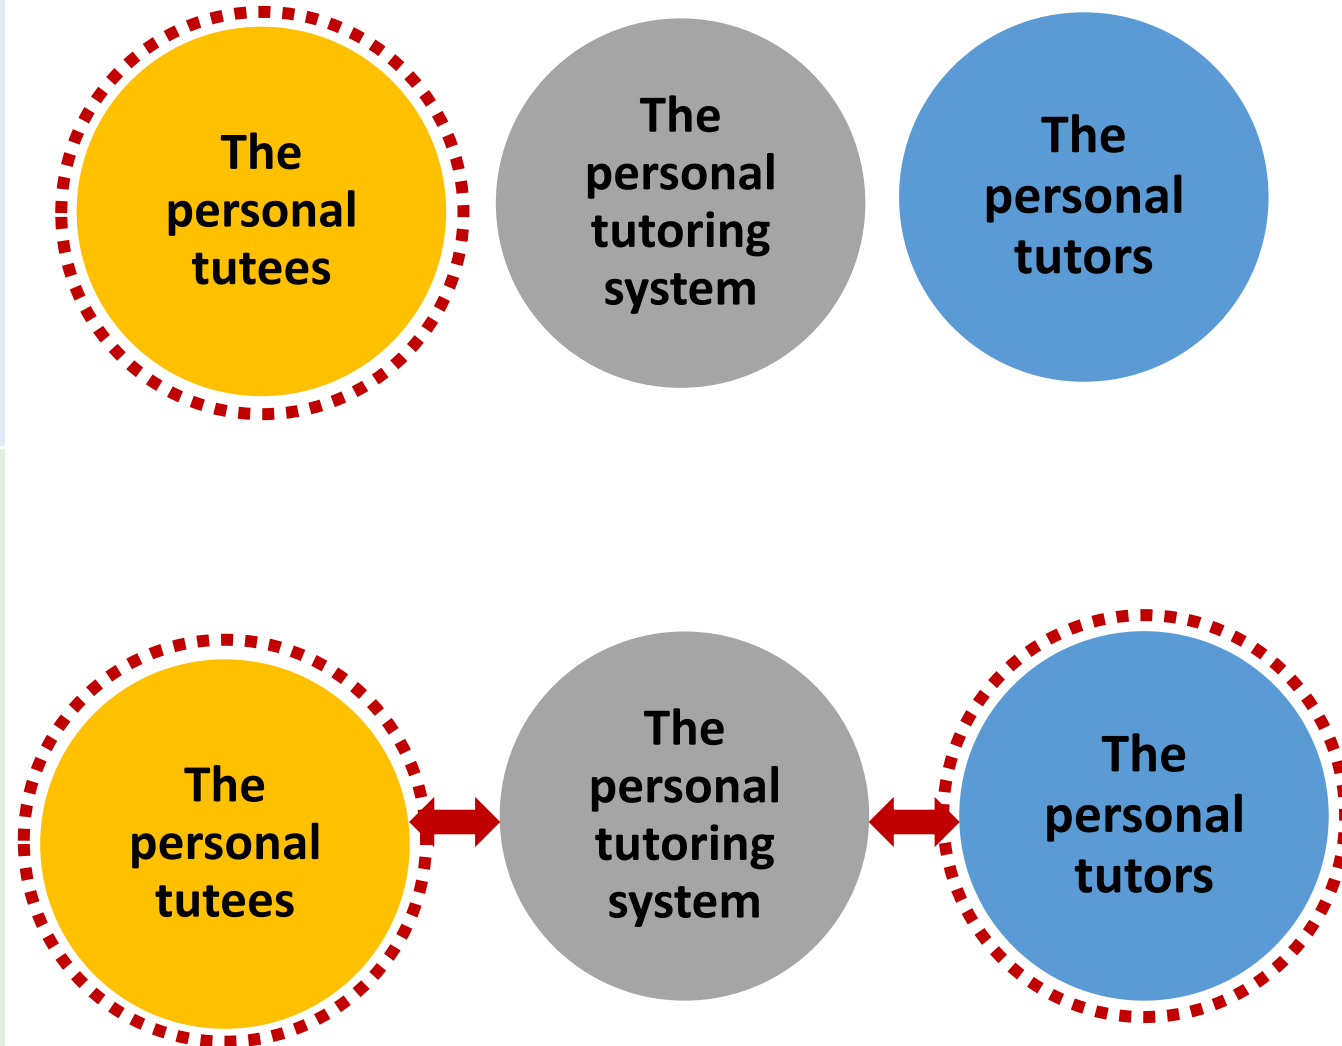 The
personal
tutees
The
personal
tutoring
system
The
personal
tutors
The
personal
tutees
The
personal
tutoring
system
The
personal
tutors